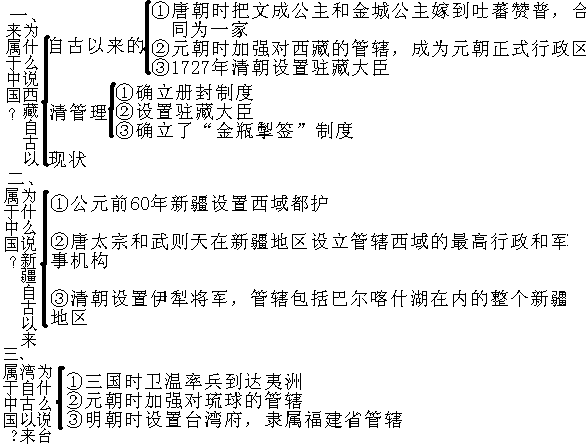 一、
为什么说西藏自古以
来属于中国？
自古以来的
①唐朝时把文成公主和金城公主嫁到吐蕃赞普，合
同为一家
②元朝时加强对西藏的管辖，成为元朝正式行政区
③1727年清朝设置驻藏大臣
清管理
①确立册封制度
②设置驻藏大臣
③确立了“金瓶掣签”制度
现状
二、
为什么说新疆自古以来
属于中国？
①公元前60年新疆设置西域都护
②唐太宗和武则天在新疆地区设立管辖西域的最高行政和军
事机构
③清朝设置伊犁将军，管辖包括巴尔喀什湖在内的整个新疆
地区
三、
为什么说台
湾自古以来
属于中国？
①三国时卫温率兵到达夷洲
②元朝时加强对琉球的管辖
③明朝时设置台湾府，隶属福建省管辖